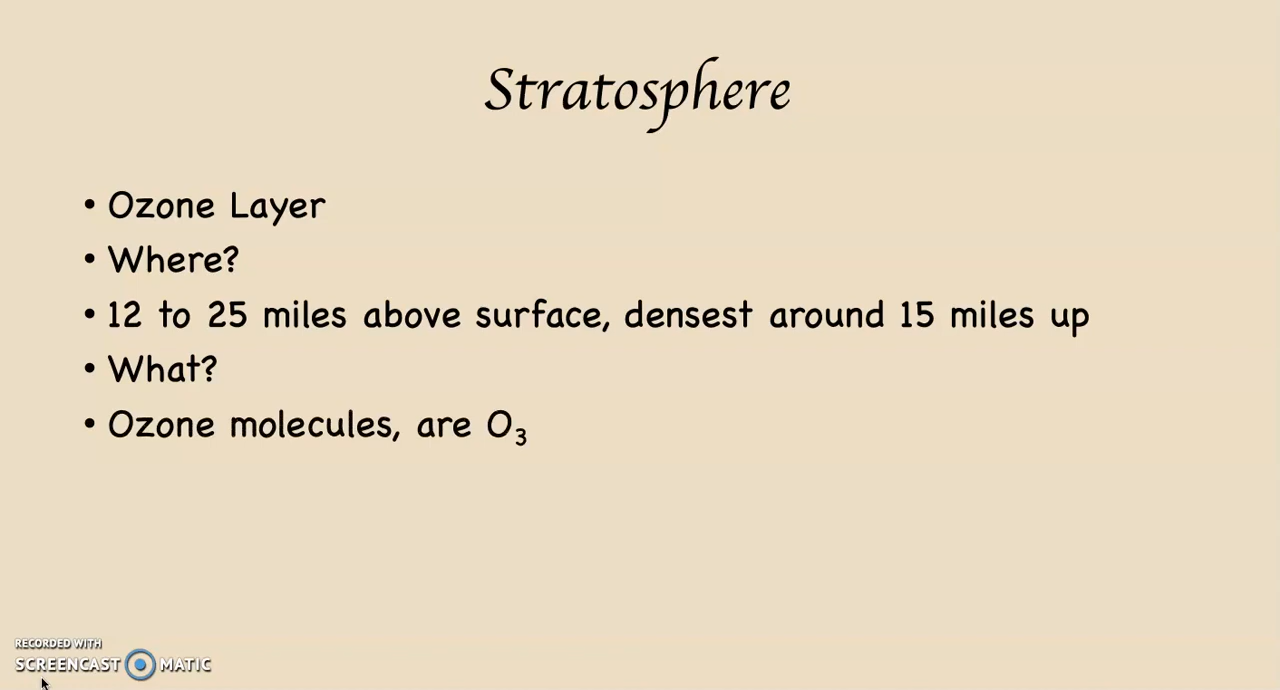 Stratosphere
• Ozone Layer
• Where?
• 12 to 25 miles above surface, densest around 15 miles up
• What?
• Ozone molecules, are O₃
RECORDED WITH
SCREENCAST MATIC